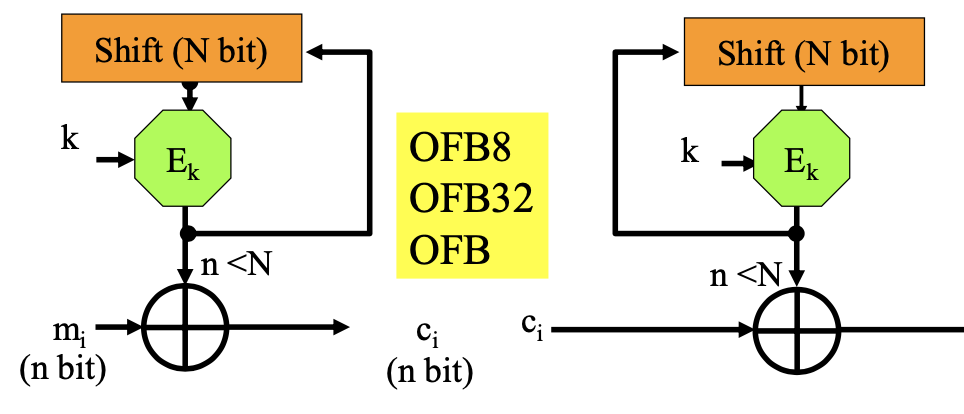 Shift (N bit)
k
E_k
n <N
m_i
(n bit)
OFB8
OFB32
OFB
c_i
(n bit)
Shift (N bit)
k
E_k
n <N
c_i